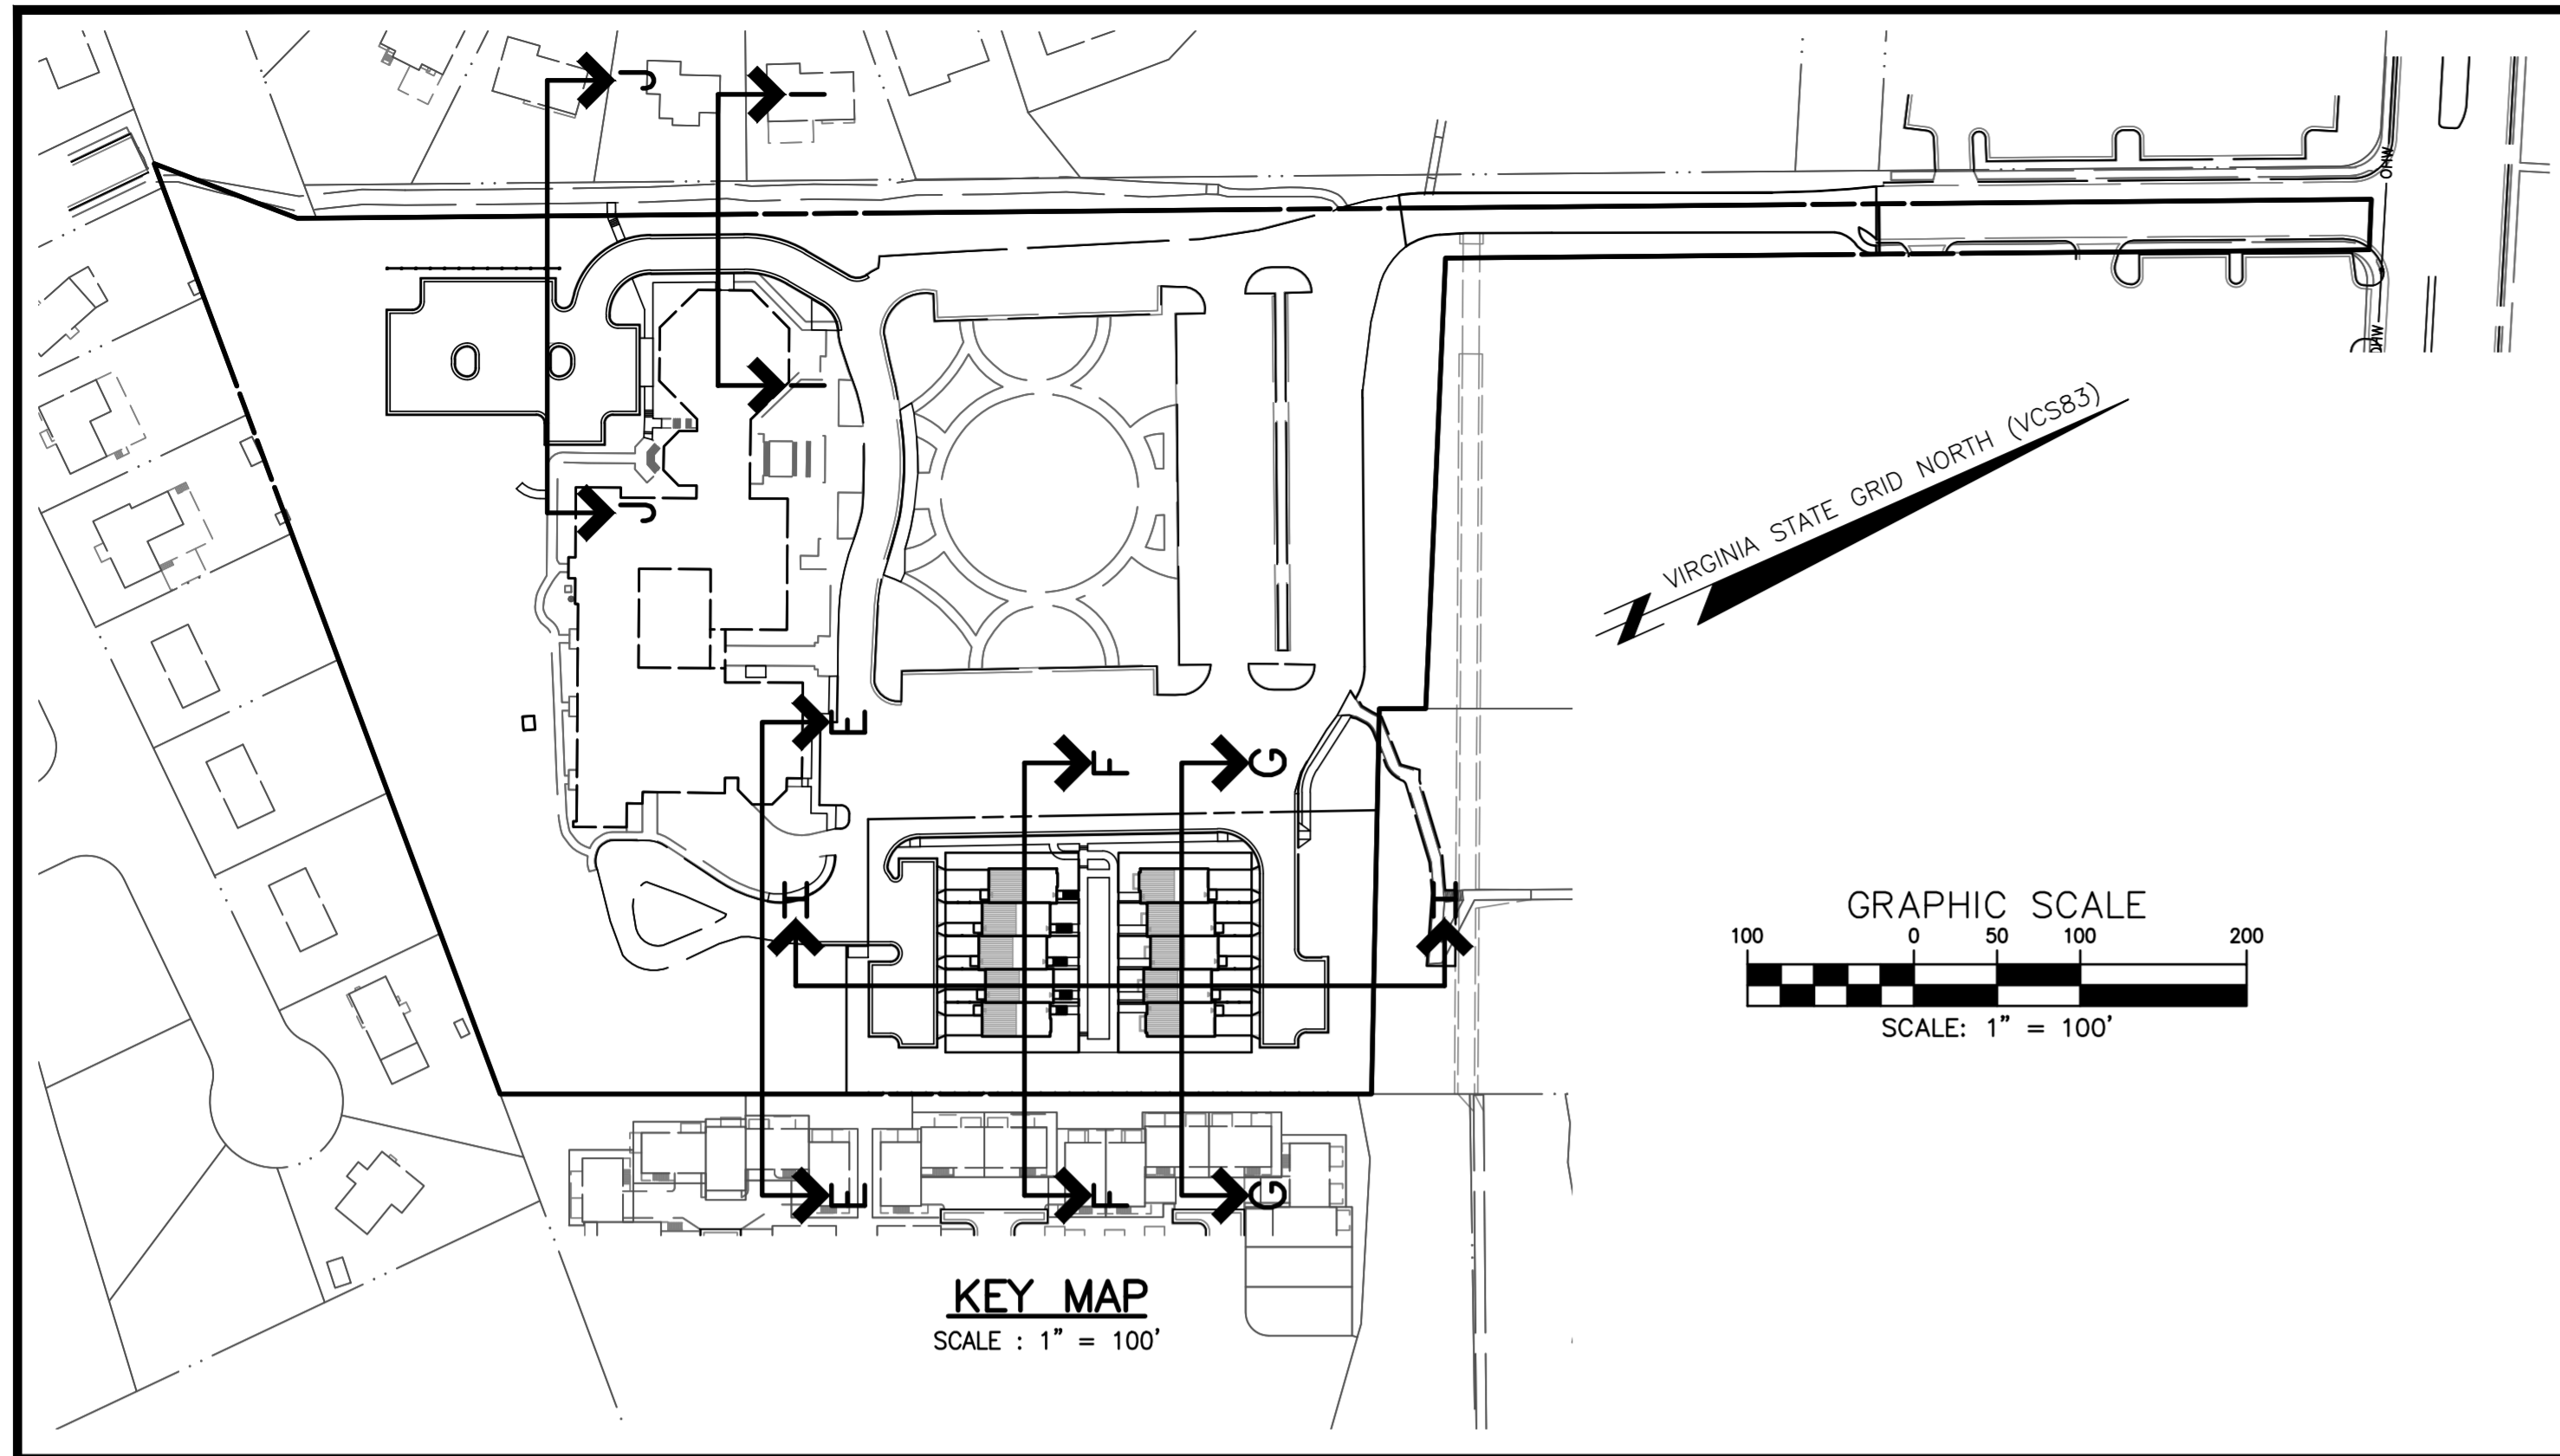 J
I
OHW
I
VIRGINIA STATE GRID NORTH (VCS83)
N
J
E
F
G
H
H
GRAPHIC SCALE
100 0 50 100 200
SCALE: 1" = 100'
E
F
G
KEY MAP
SCALE : 1" = 100'